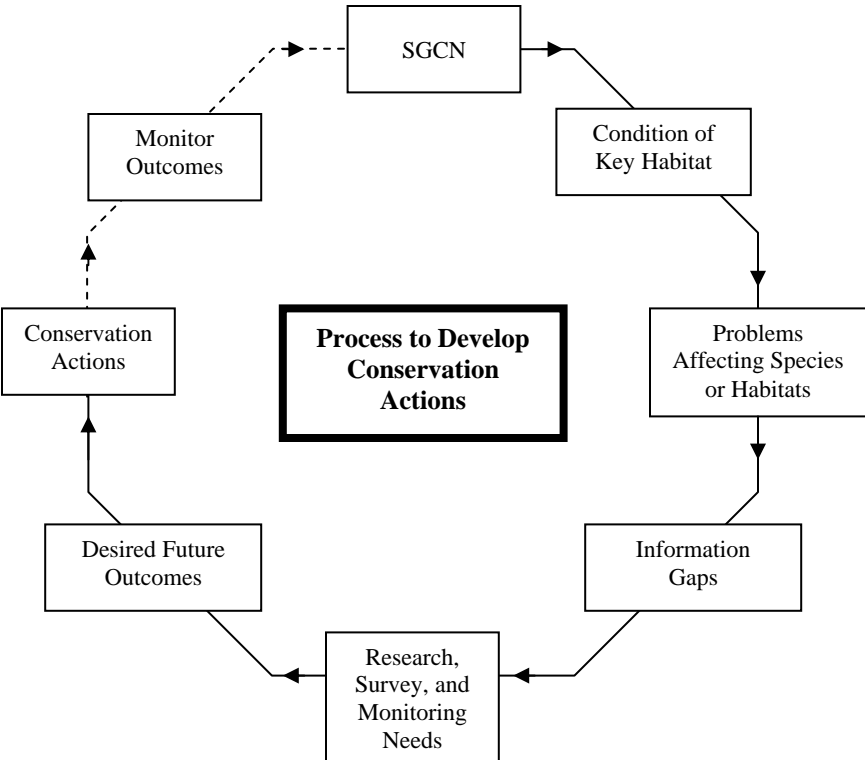 SGCN
Condition of
Key Habitat
Problems
Affecting Species
or Habitats
Information
Gaps
Research,
Survey, and
Monitoring
Needs
Desired Future
Outcomes
Conservation
Actions
Monitor
Outcomes
Process to Develop
Conservation
Actions